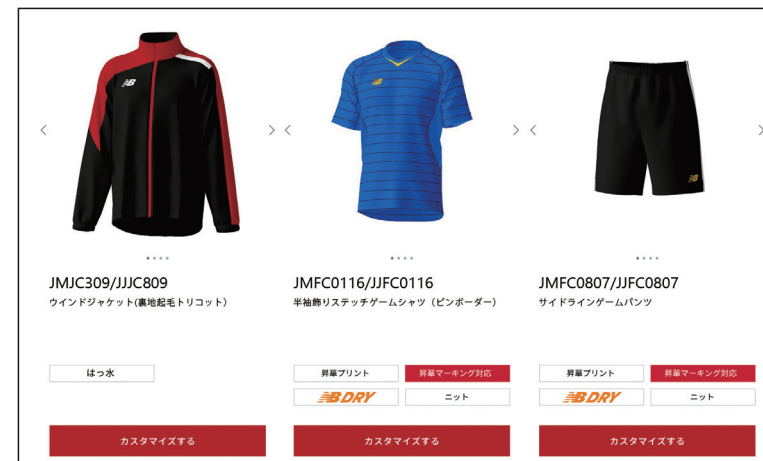 NB
NB
NB
JMJC309/JJJC809
ウインドジャケット(裏地起毛トリコット)
はっ水
カスタマイズする
JMFC0116/JJFC0116
半袖飾りステッチゲームシャツ（ピンボーダー）
昇華プリント
昇華マーキング対応
NB DRY
ニット
カスタマイズする
JMFC0807/JJFC0807
サイドラインゲームパンツ
昇華プリント
昇華マーキング対応
NB DRY
ニット
カスタマイズする